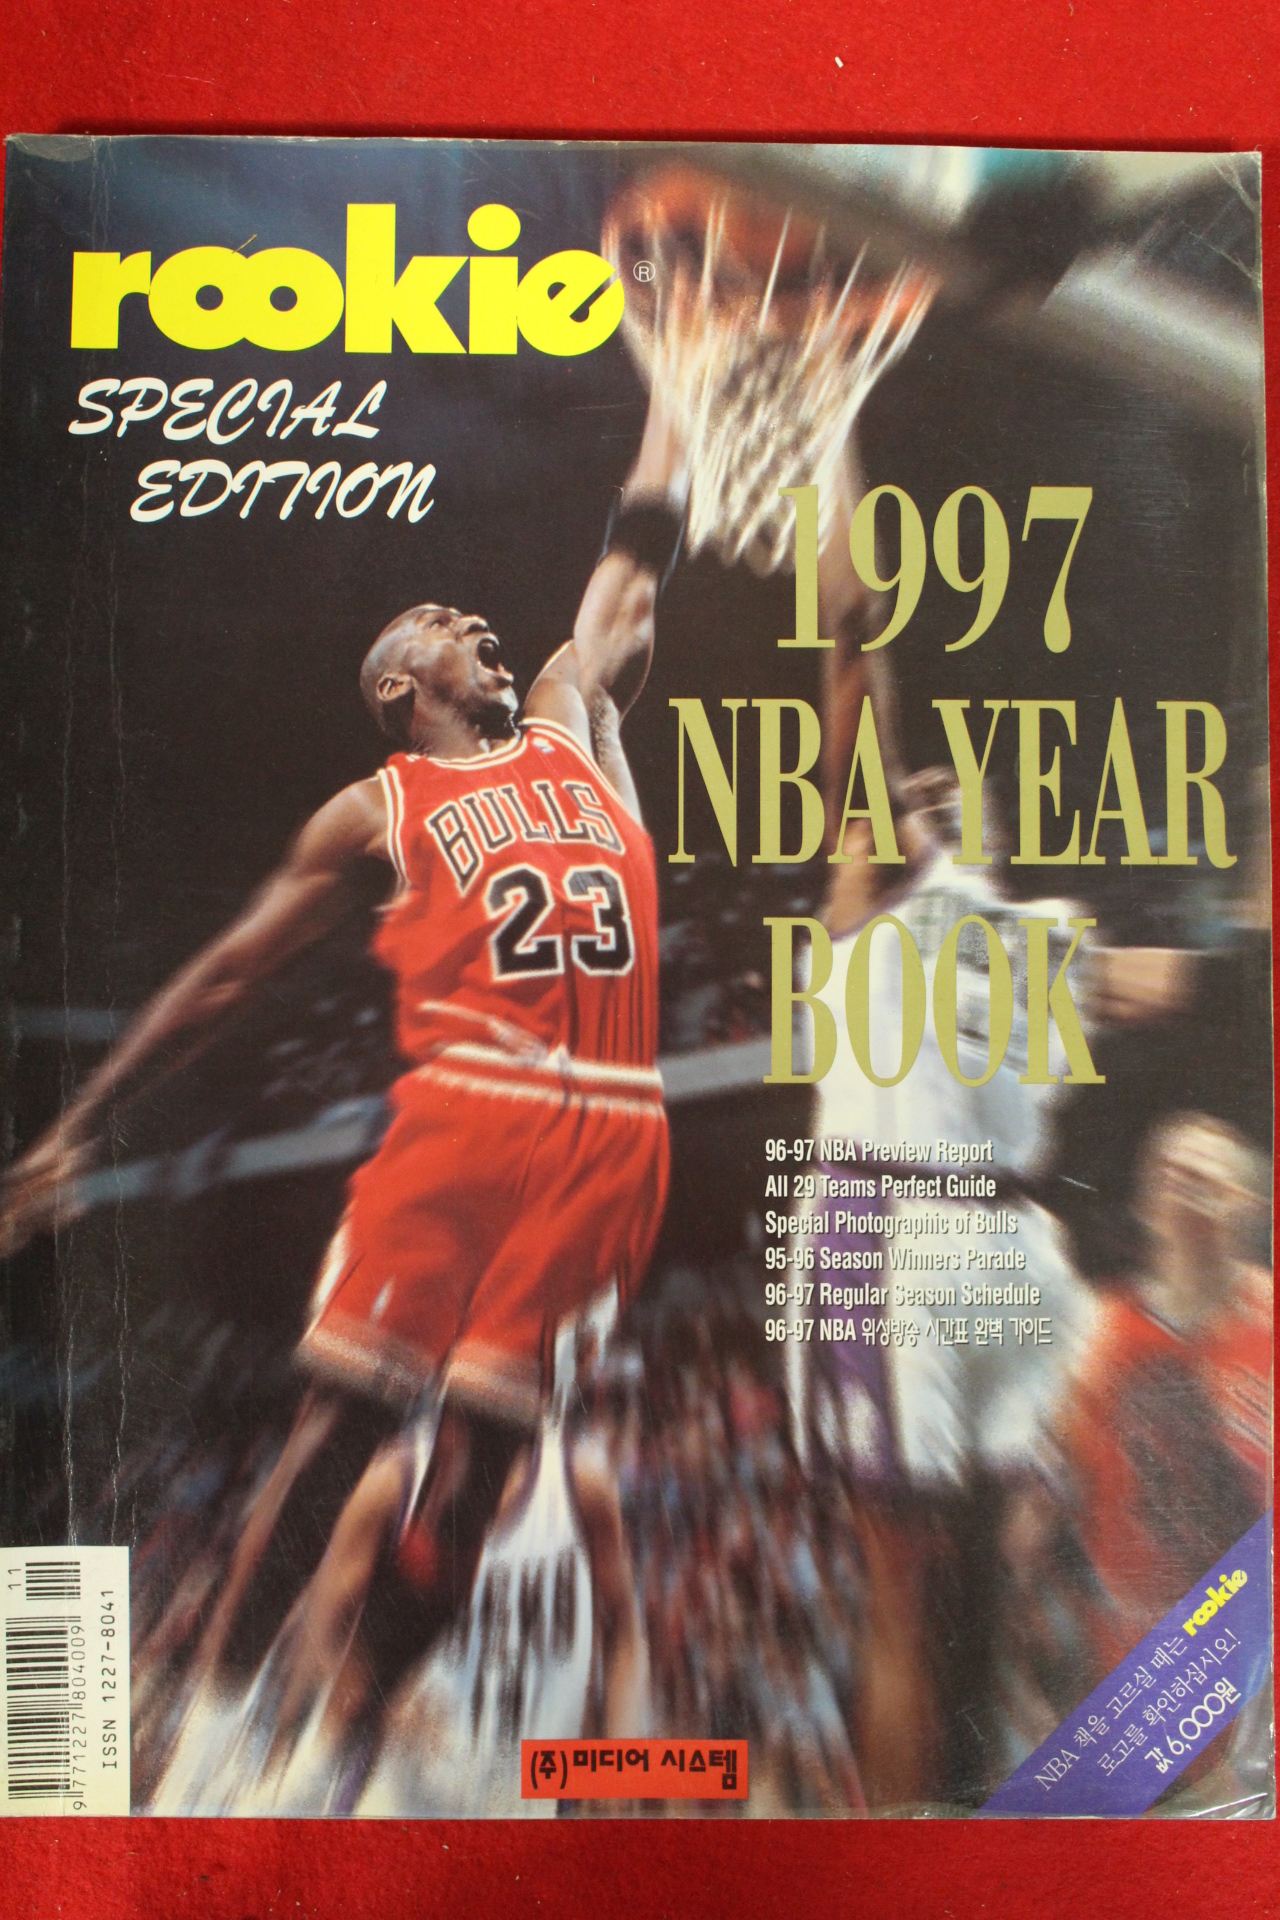 rookie®
SPECIAL
EDITION
1997
NBA YEAR
BOOK
BULLS
23
96-97 NBA Preview Report
All 29 Teams Perfect Guide
Special Photographic of Bulls
95-96 Season Winners Parade
96-97 Regular Season Schedule
96-97 NBA 위성방송 시간표 완벽 가이드
NBA 책을 고르실 때는 rookie
로고를 확인하십시오!
값 6,000원
(주)미디어 시스템
11
9 771227 804009
ISSN 1227-8041